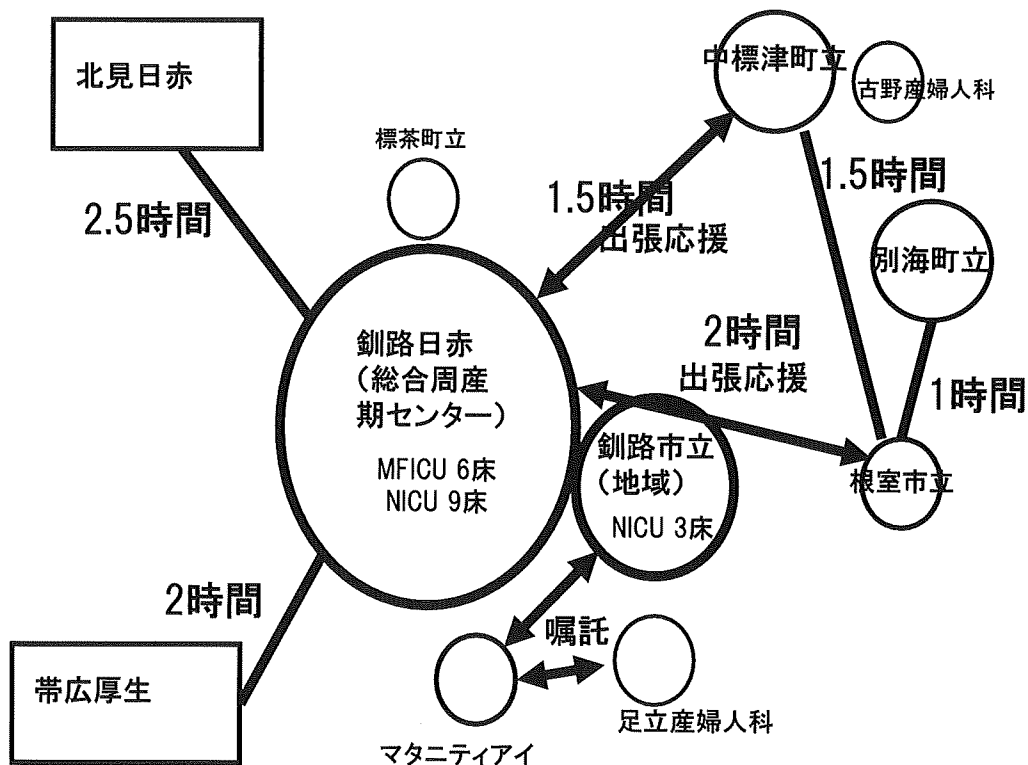 北見日赤
中標津町立
古野産婦人科
標茶町立
1.5時間
出張応援
1.5時間
2.5時間
別海町立
釧路日赤
（総合周産
期センター）
MFICU 6床
NICU 9床
2時間
出張応援
1時間
釧路市立
（地域）
NICU 3床
根室市立
2時間
嘱託
帯広厚生
足立産婦人科
マタニティアイ